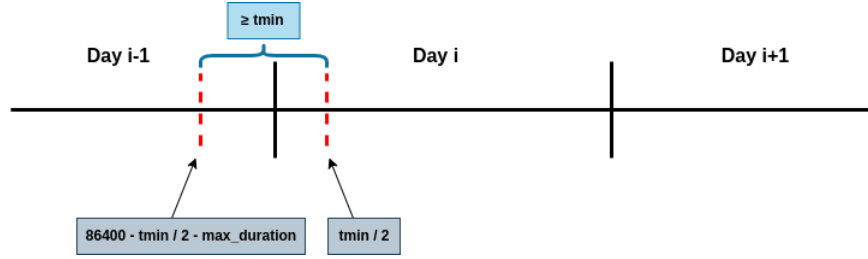 ≥ tmin
Day i-1
Day i
Day i+1
86400 - tmin / 2 - max_duration
tmin / 2